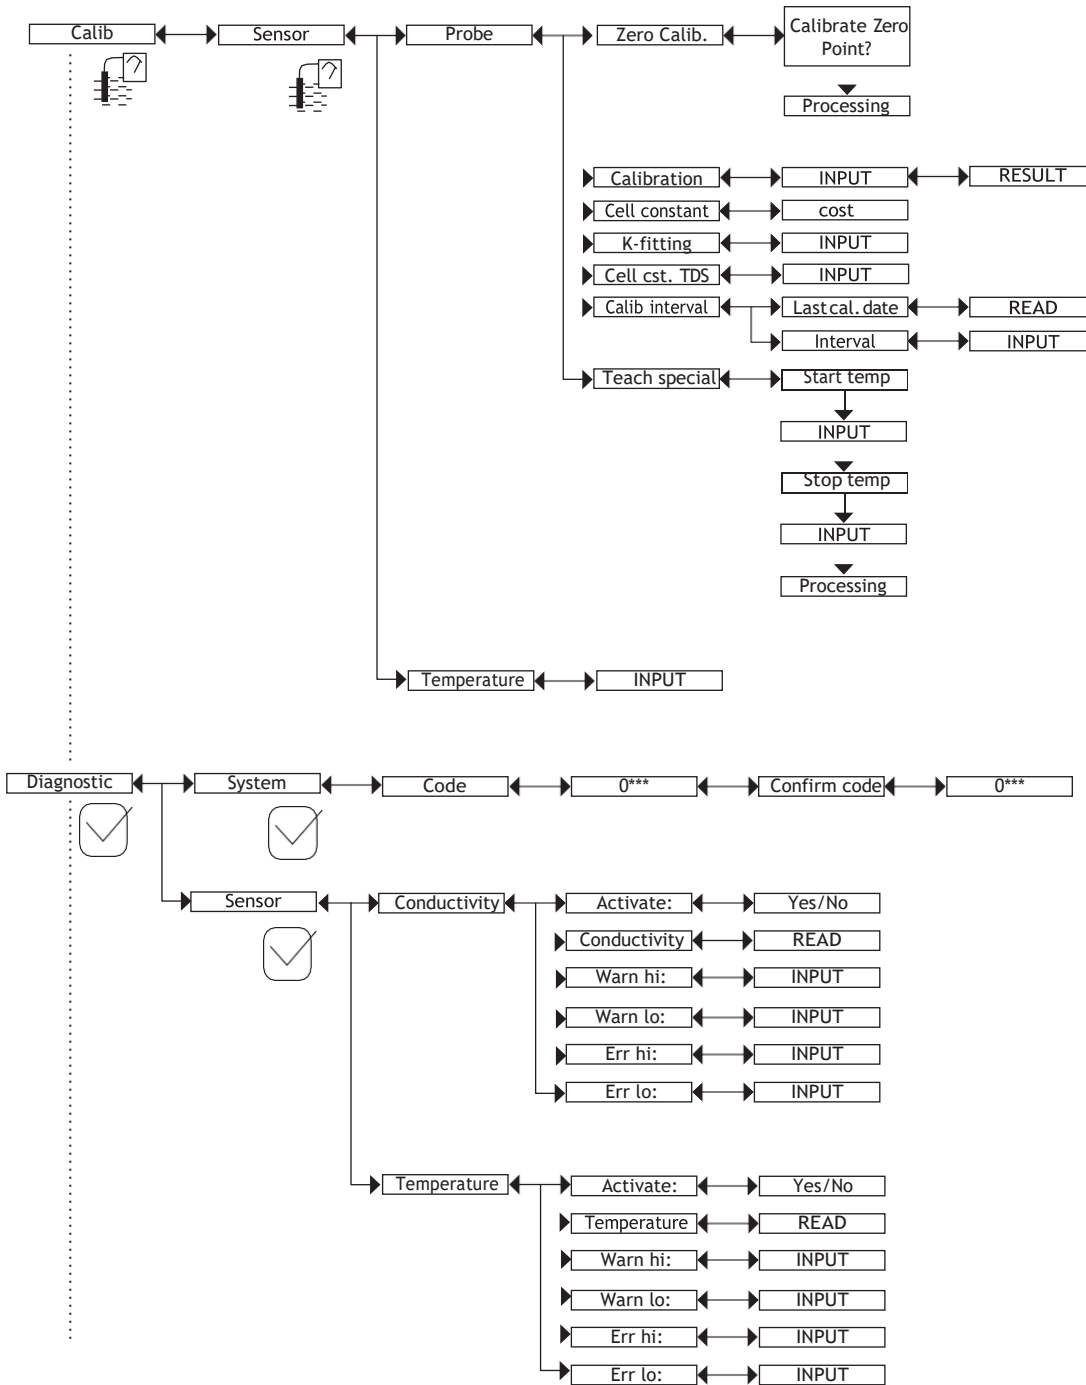 Calib
Sensor
Probe
Zero Calib.
Calibrate Zero
Point?
Processing
Calibration
INPUT
RESULT
Cell constant
cost
K-fitting
INPUT
Cell cst. TDS
INPUT
Calib interval
Last cal. date
READ
Interval
INPUT
Teach special
Start temp
INPUT
Stop temp
INPUT
Processing
Temperature
INPUT
Diagnostic
System
Code
0***
Confirm code
0***
Sensor
Conductivity
Activate:
Yes/No
Conductivity
READ
Warn hi:
INPUT
Warn lo:
INPUT
Err hi:
INPUT
Err lo:
INPUT
Temperature
Activate:
Yes/No
Temperature
READ
Warn hi:
INPUT
Warn lo:
INPUT
Err hi:
INPUT
Err lo:
INPUT